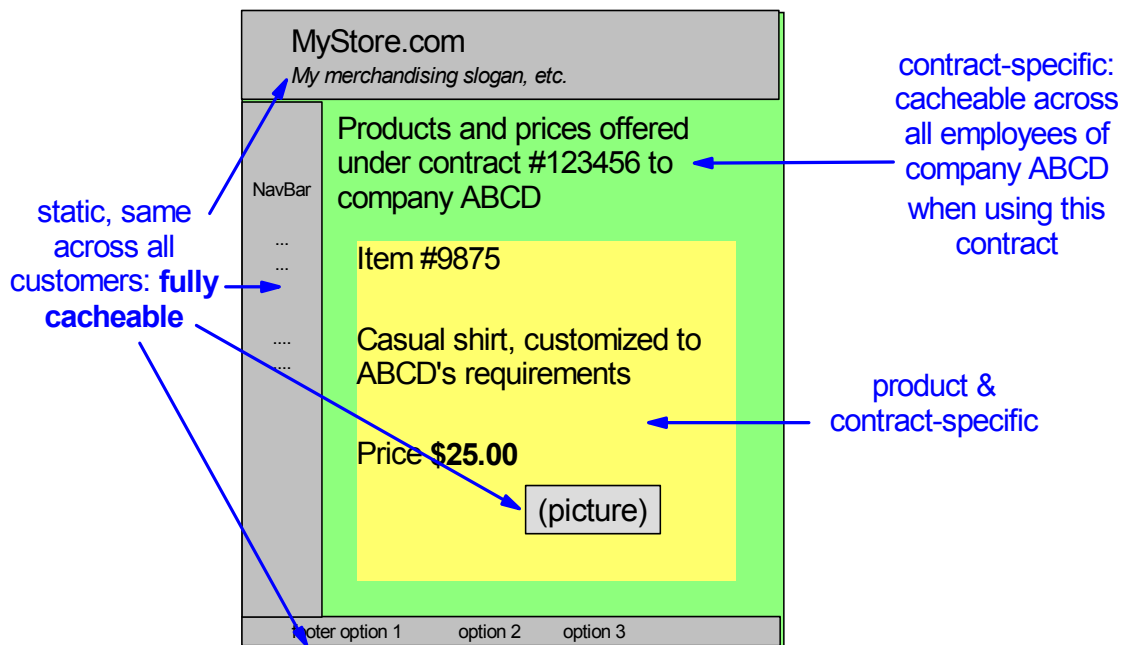 MyStore.com
My merchandising slogan, etc.
contract-specific:
cacheable across
all employees of
company ABCD
when using this
contract
Products and prices offered
under contract #123456 to
company ABCD
NavBar
...
...
....
....
static, same
across all
customers: fully
cacheable
Item #9875
Casual shirt, customized to
ABCD's requirements
product &
contract-specific
Price $25.00
(picture)
footer option 1 option 2 option 3